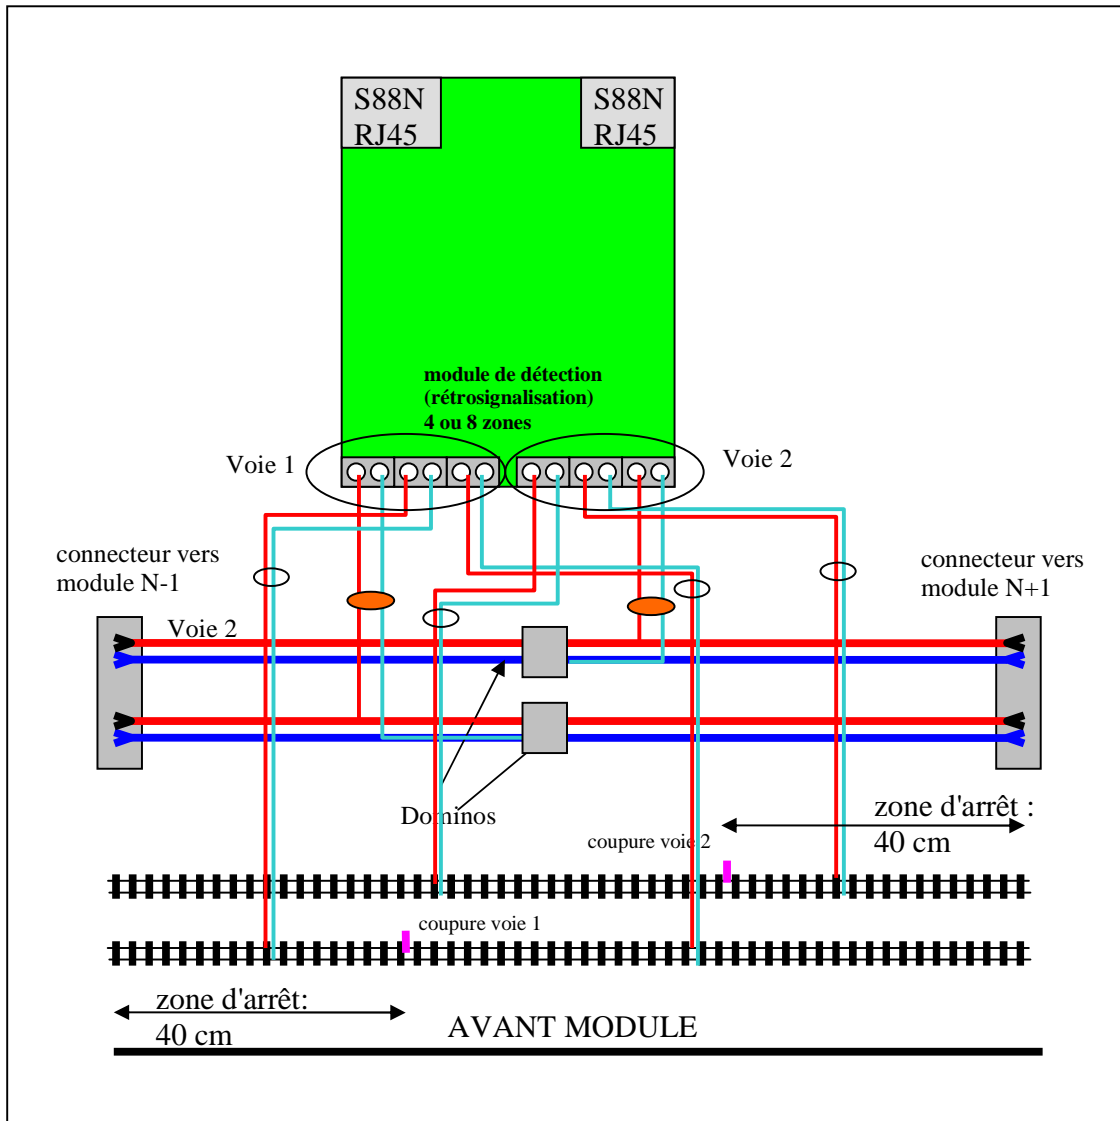 S88N
RJ45
S88N
RJ45
module de détection
(rétrosignalisation)
4 ou 8 zones
Voie 1
Voie 2
connecteur vers
module N-1
connecteur vers
module N+1
Voie 2
Dominos
zone d'arrêt :
40 cm
coupure voie 2
coupure voie 1
zone d'arrêt:
40 cm
AVANT MODULE